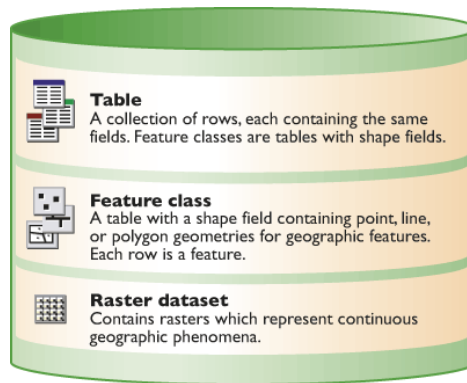 Table
A collection of rows, each containing the same
fields. Feature classes are tables with shape fields.
Feature class
A table with a shape field containing point, line,
or polygon geometries for geographic features.
Each row is a feature.
Raster dataset
Contains rasters which represent continuous
geographic phenomena.